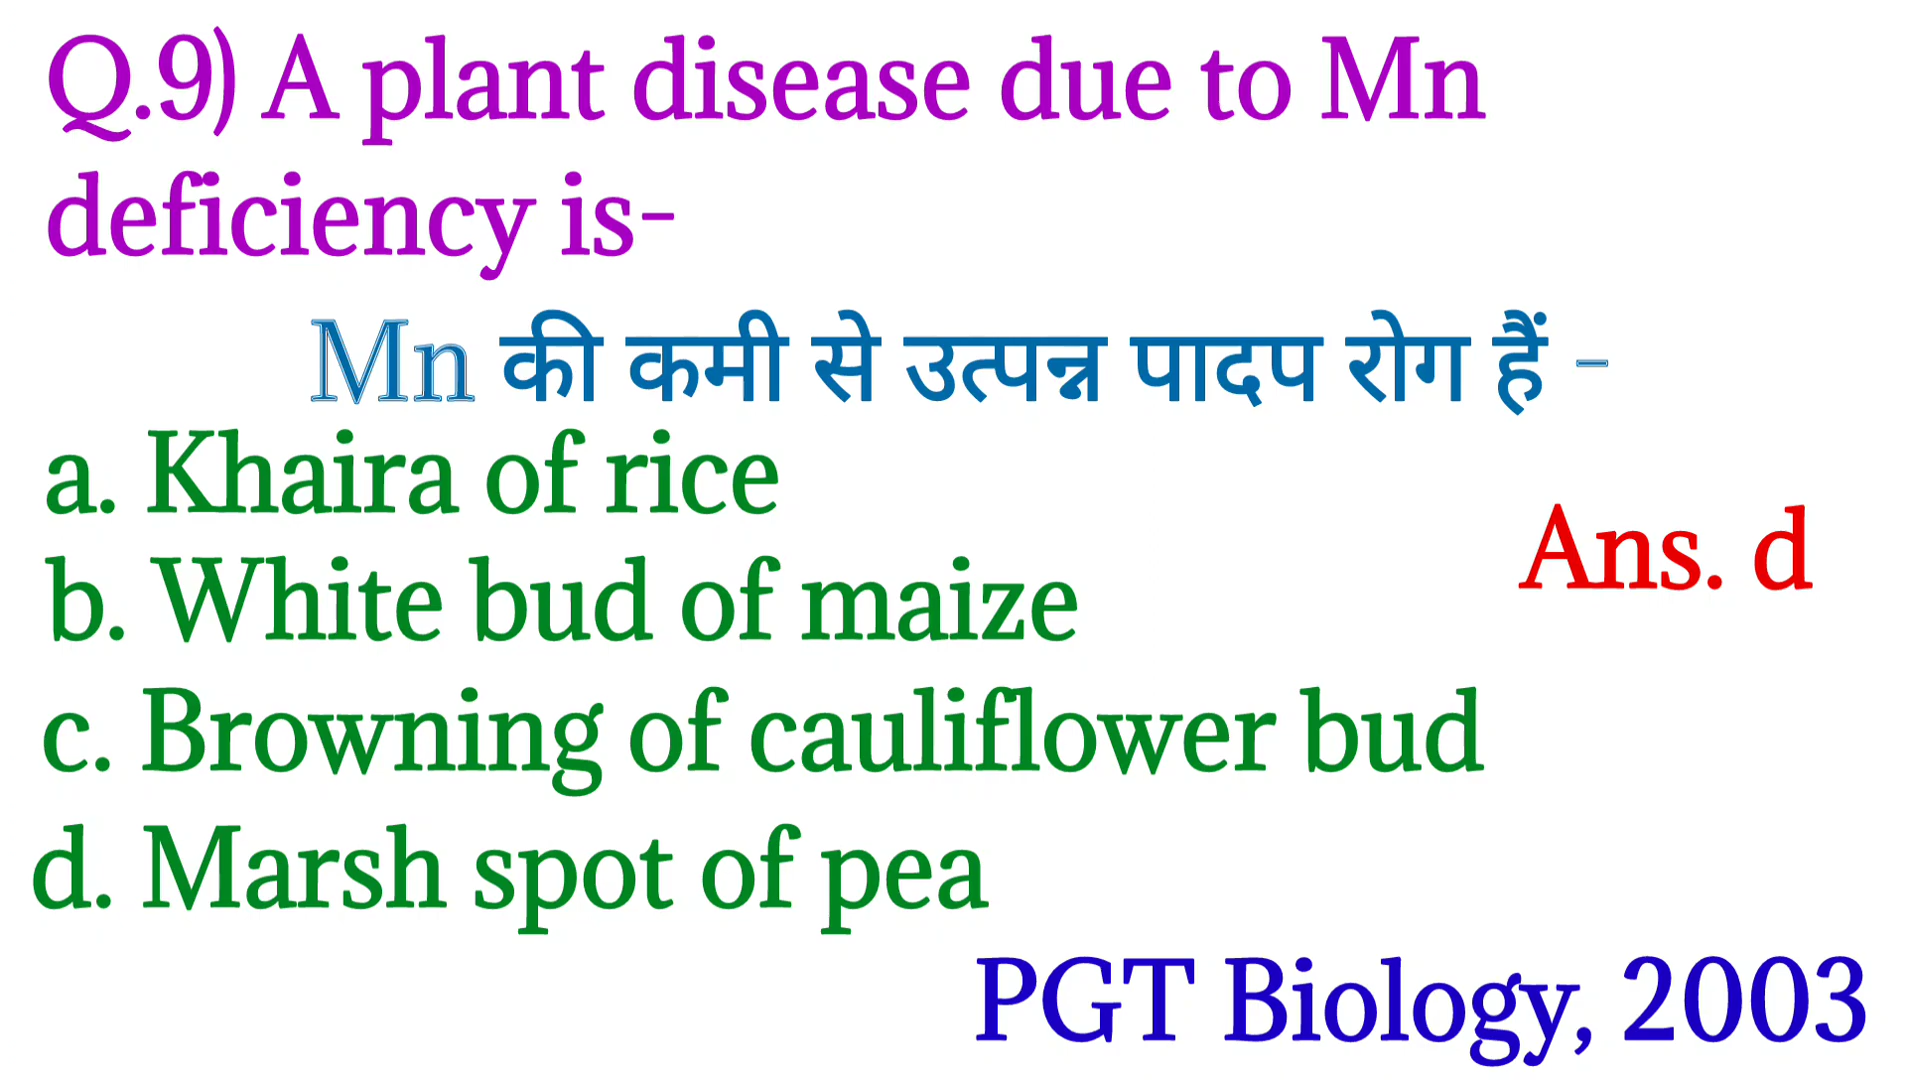 Q.9) A plant disease due to Mn
deficiency is-
Mn की कमी से उत्पन्न पादप रोग हैं -
a. Khaira of rice
Ans. d
b. White bud of maize
c. Browning of cauliflower bud
d. Marsh spot of pea
PGT Biology, 2003